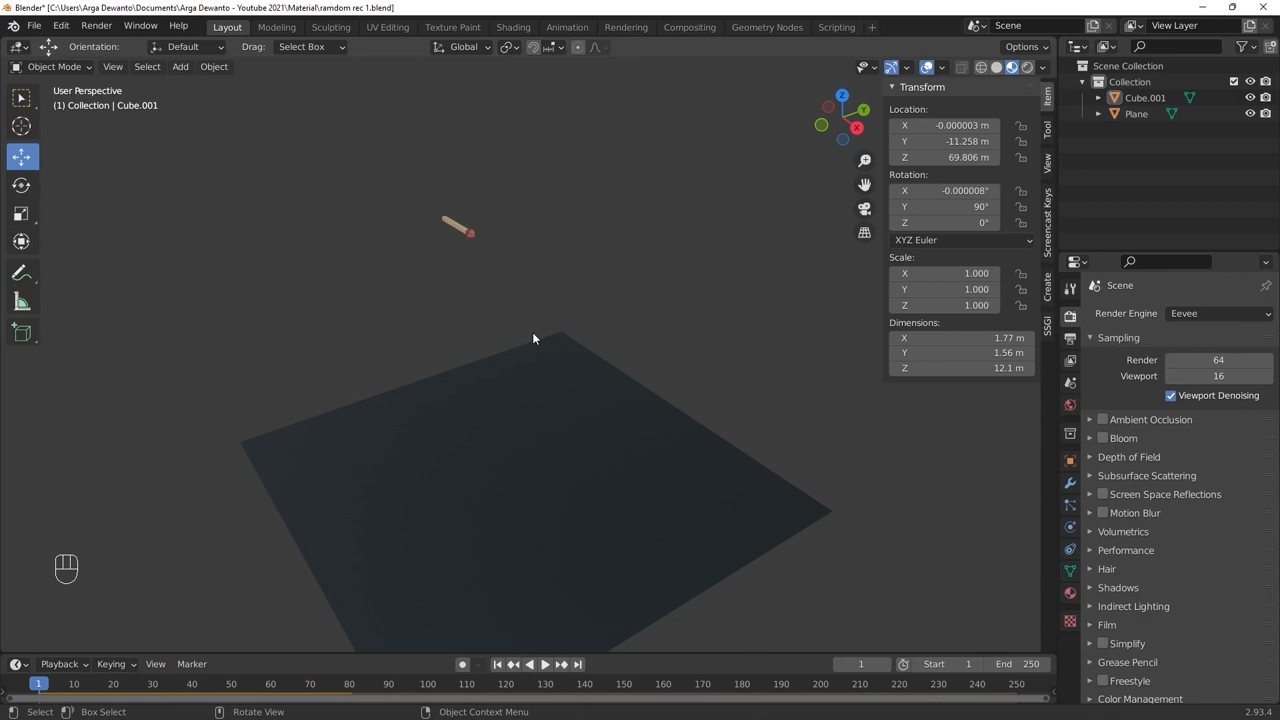 Blender* [C:\Users\Arga Dewanto\Documents\Arga Dewanto - Youtube 2021\Material\ramdom rec 1.blend]
File Edit Render Window Help Layout Modeling Sculpting UV Editing Texture Paint Shading Animation Rendering Compositing Geometry Nodes Scripting + Scene View Layer
Orientation: Default Drag: Select Box Global Options
Object Mode View Select Add Object
User Perspective
(1) Collection | Cube.001
Z
Y
X
Transform
Location:
X -0.000003 m
Y -11.258 m
Z 69.806 m
Rotation:
X -0.000008°
Y 90°
Z 0°
XYZ Euler
Scale:
X 1.000
Y 1.000
Z 1.000
Dimensions:
X 1.77 m
Y 1.56 m
Z 12.1 m
Item
Tool
View
Screencast Keys
Create
SSGI
Scene Collection
Collection
Cube.001
Plane
Scene
Render Engine Eevee
Sampling
Render 64
Viewport 16
Viewport Denoising
Ambient Occlusion
Bloom
Depth of Field
Subsurface Scattering
Screen Space Reflections
Motion Blur
Volumetrics
Performance
Hair
Shadows
Indirect Lighting
Film
Simplify
Grease Pencil
Freestyle
Color Management
Playback Keying View Marker 1 Start 1 End 250
1 10 20 30 40 50 60 70 80 90 100 110 120 130 140 150 160 170 180 190 200 210 220 230 240 250
Select Box Select Rotate View Object Context Menu 2.93.4